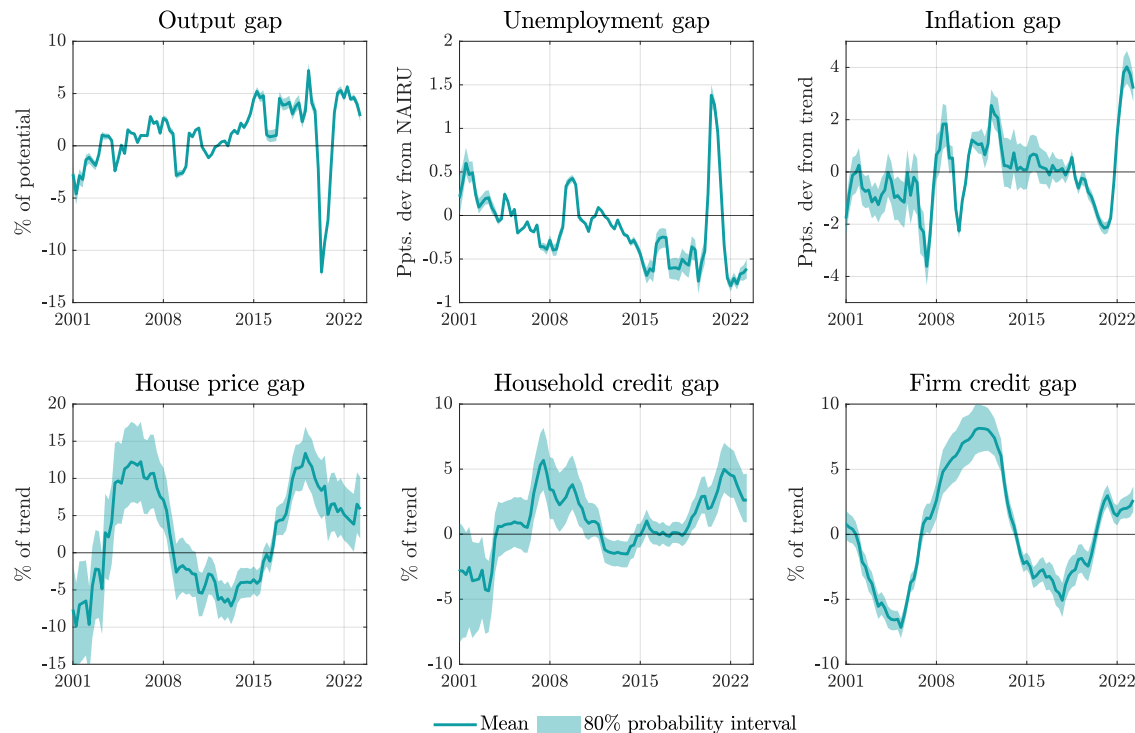 Output gap
% of potential
10
5
0
-5
-10
-15
2001 2008 2015 2022
Unemployment gap
Ppts. dev from NAIRU
2
1.5
1
0.5
0
-0.5
-1
2001 2008 2015 2022
Inflation gap
Ppts. dev from trend
4
2
0
-2
-4
2001 2008 2015 2022
House price gap
% of trend
20
15
10
5
0
-5
-10
-15
2001 2008 2015 2022
Household credit gap
% of trend
10
5
0
-5
-10
2001 2008 2015 2022
Firm credit gap
% of trend
10
5
0
-5
-10
2001 2008 2015 2022
Mean 80% probability interval